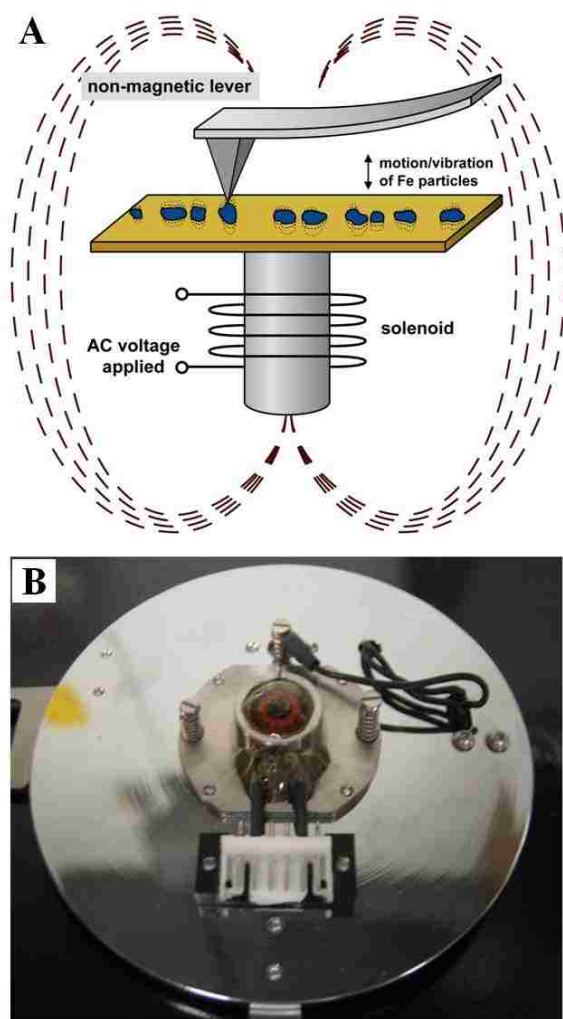 A
non-magnetic lever
motion/vibration
of Fe particles
AC voltage
applied
solenoid
B